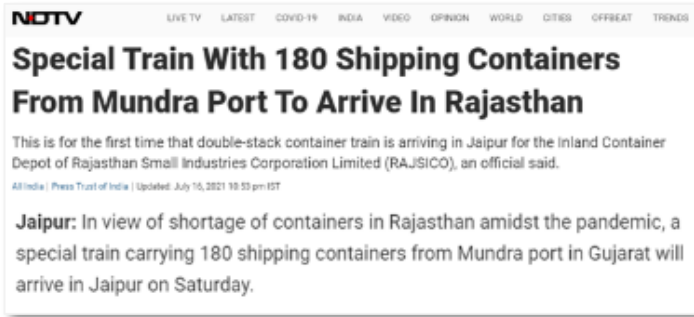 NDTV LIVE TV LATEST COVID-19 INDIA VIDEO OPINION WORLD CITIES OFFBEAT TRENDS
Special Train With 180 Shipping Containers
From Mundra Port To Arrive In Rajasthan
This is for the first time that double-stack container train is arriving in Jaipur for the Inland Container
Depot of Rajasthan Small Industries Corporation Limited (RAJSICO), an official said.
All India | Press Trust of India | Updated: July 16, 2021 10:53 pm IST
Jaipur: In view of shortage of containers in Rajasthan amidst the pandemic, a
special train carrying 180 shipping containers from Mundra port in Gujarat will
arrive in Jaipur on Saturday.